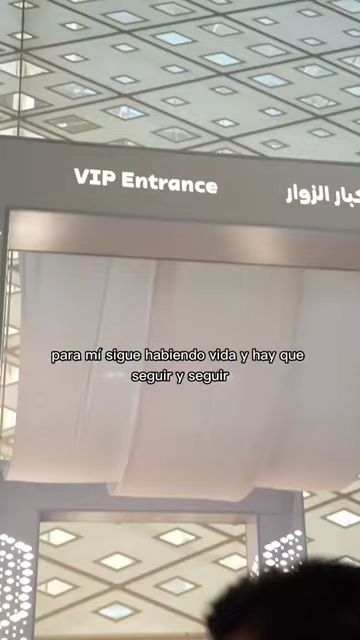 VIP Entrance
كبار الزوار
para mí sigue habiendo vida y hay que
seguir y seguir